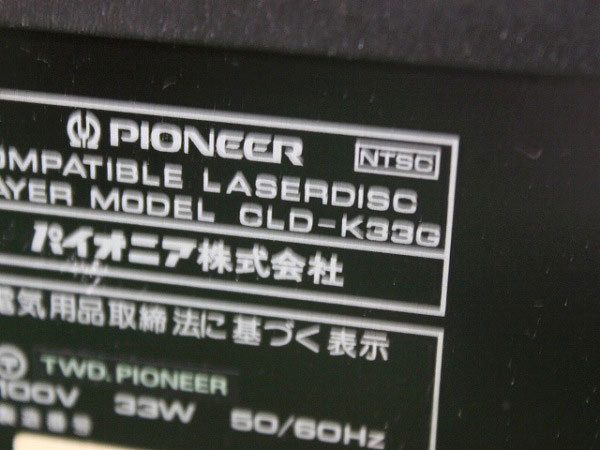 PIONEER NTSC
OMPATIBLE LASERDISC
AYER MODEL CLD-K33G
パイオニア株式会社
電気用品取締法に基づく表示
〒 TWD. PIONEER
100V 33W 50/60Hz